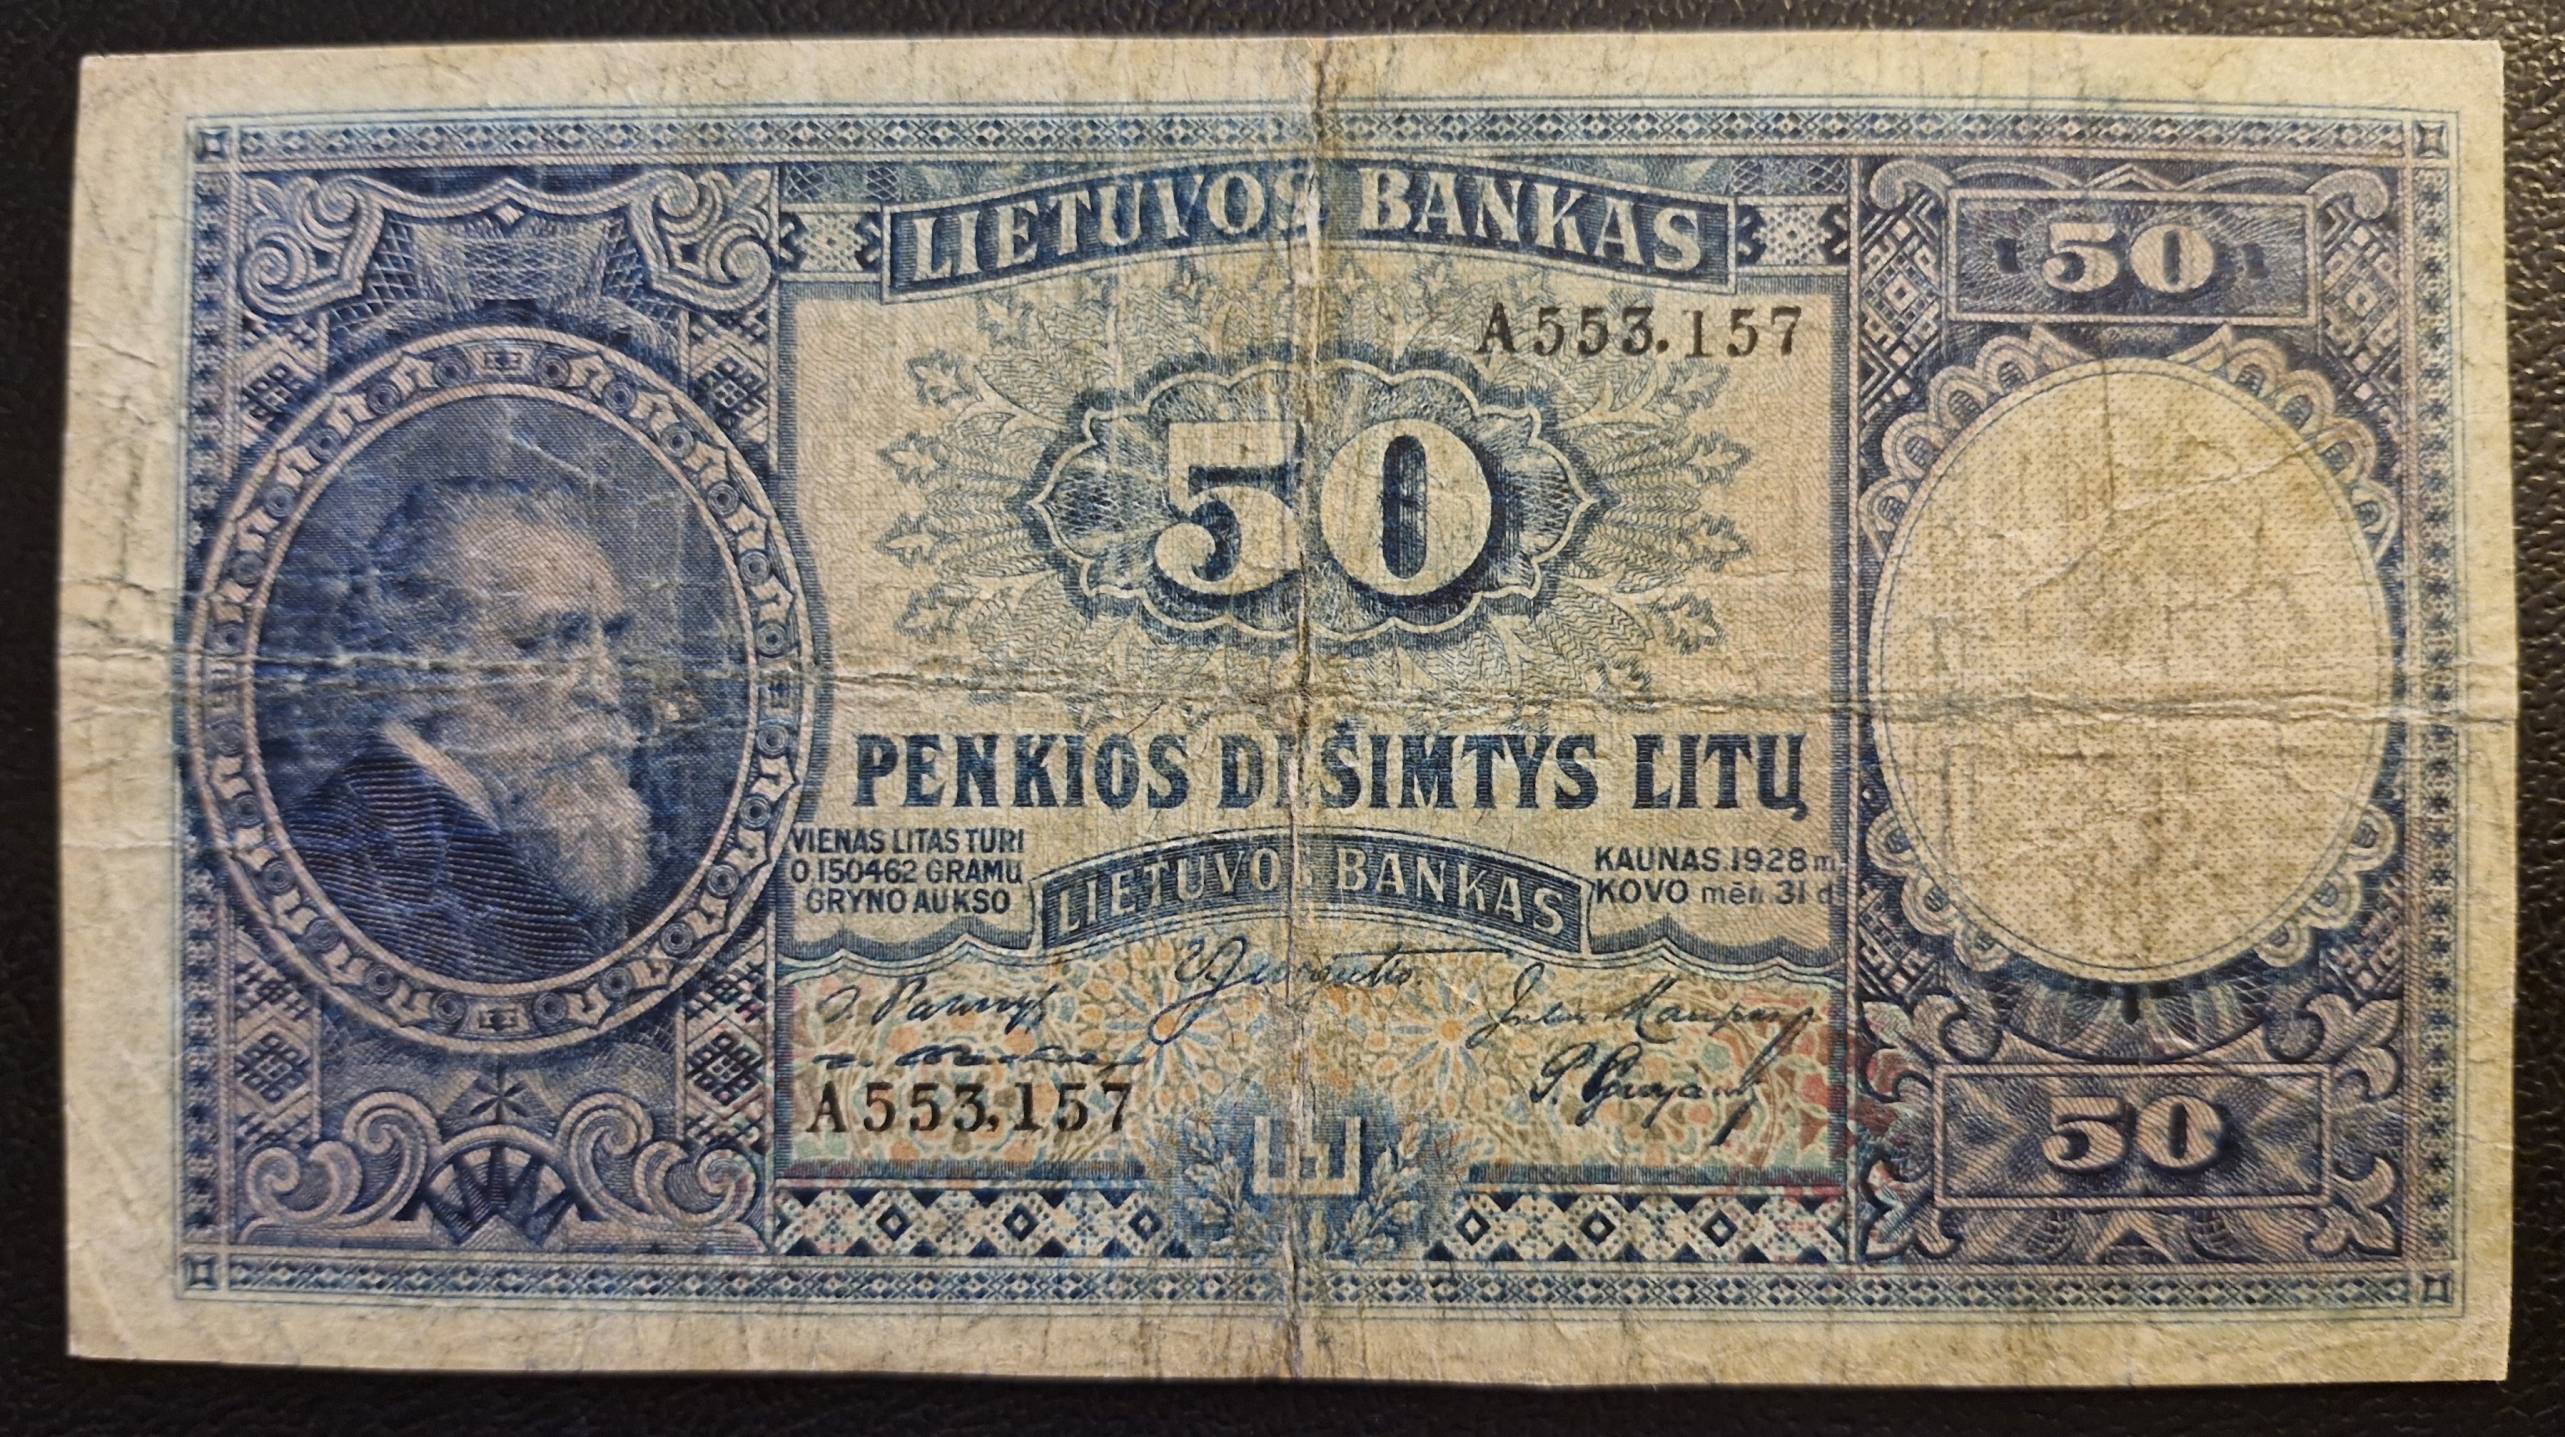 LIETUVOS BANKAS
50
A553.157
50
PENKIOS DEŠIMTYS LITŲ
VIENAS LITAS TURI
0,150462 GRAMŲ
GRYNO AUKSO
LIETUVOS BANKAS
KAUNAS.1928 m.
KOVO mėn 31 d
A553.157
50